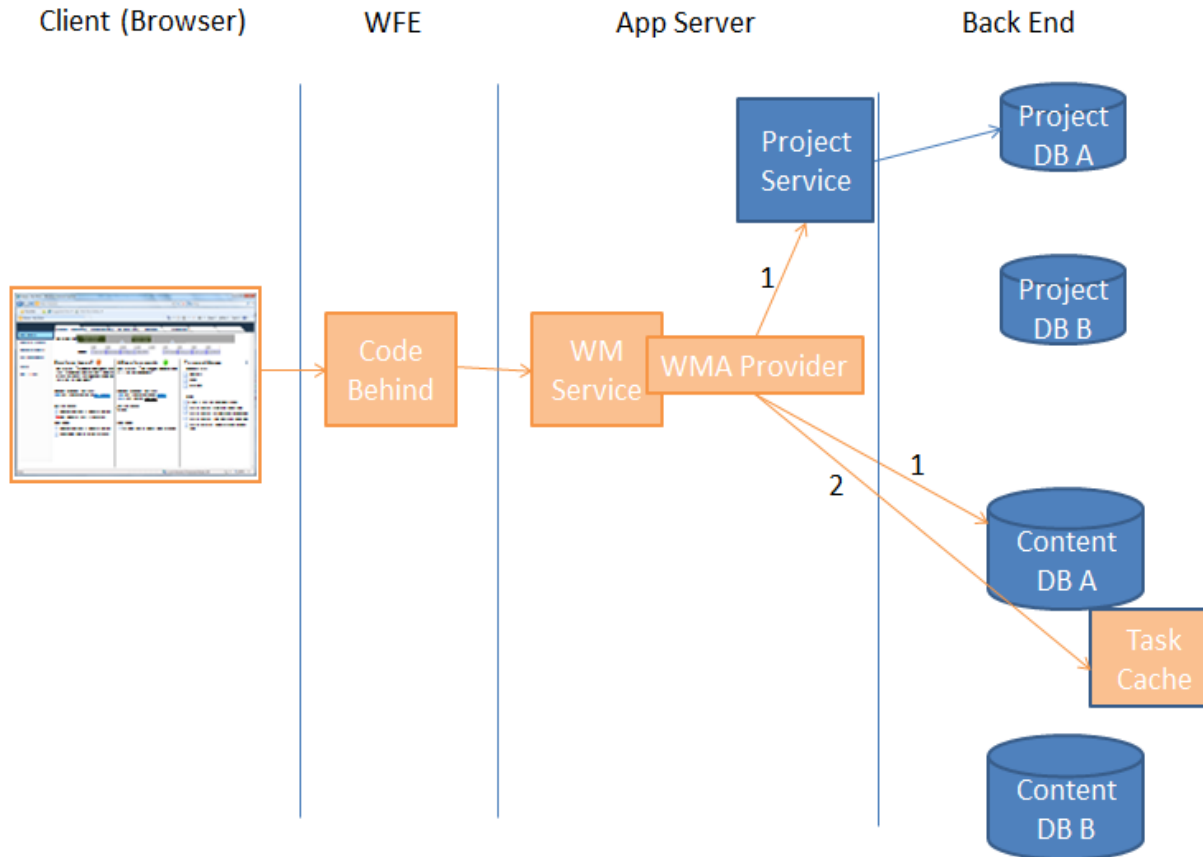 Client (Browser)
WFE
App Server
Back End
Project
Service
Project
DB A
1
Project
DB B
Code
Behind
WM
Service
WMA Provider
1
2
Content
DB A
Task
Cache
Content
DB B